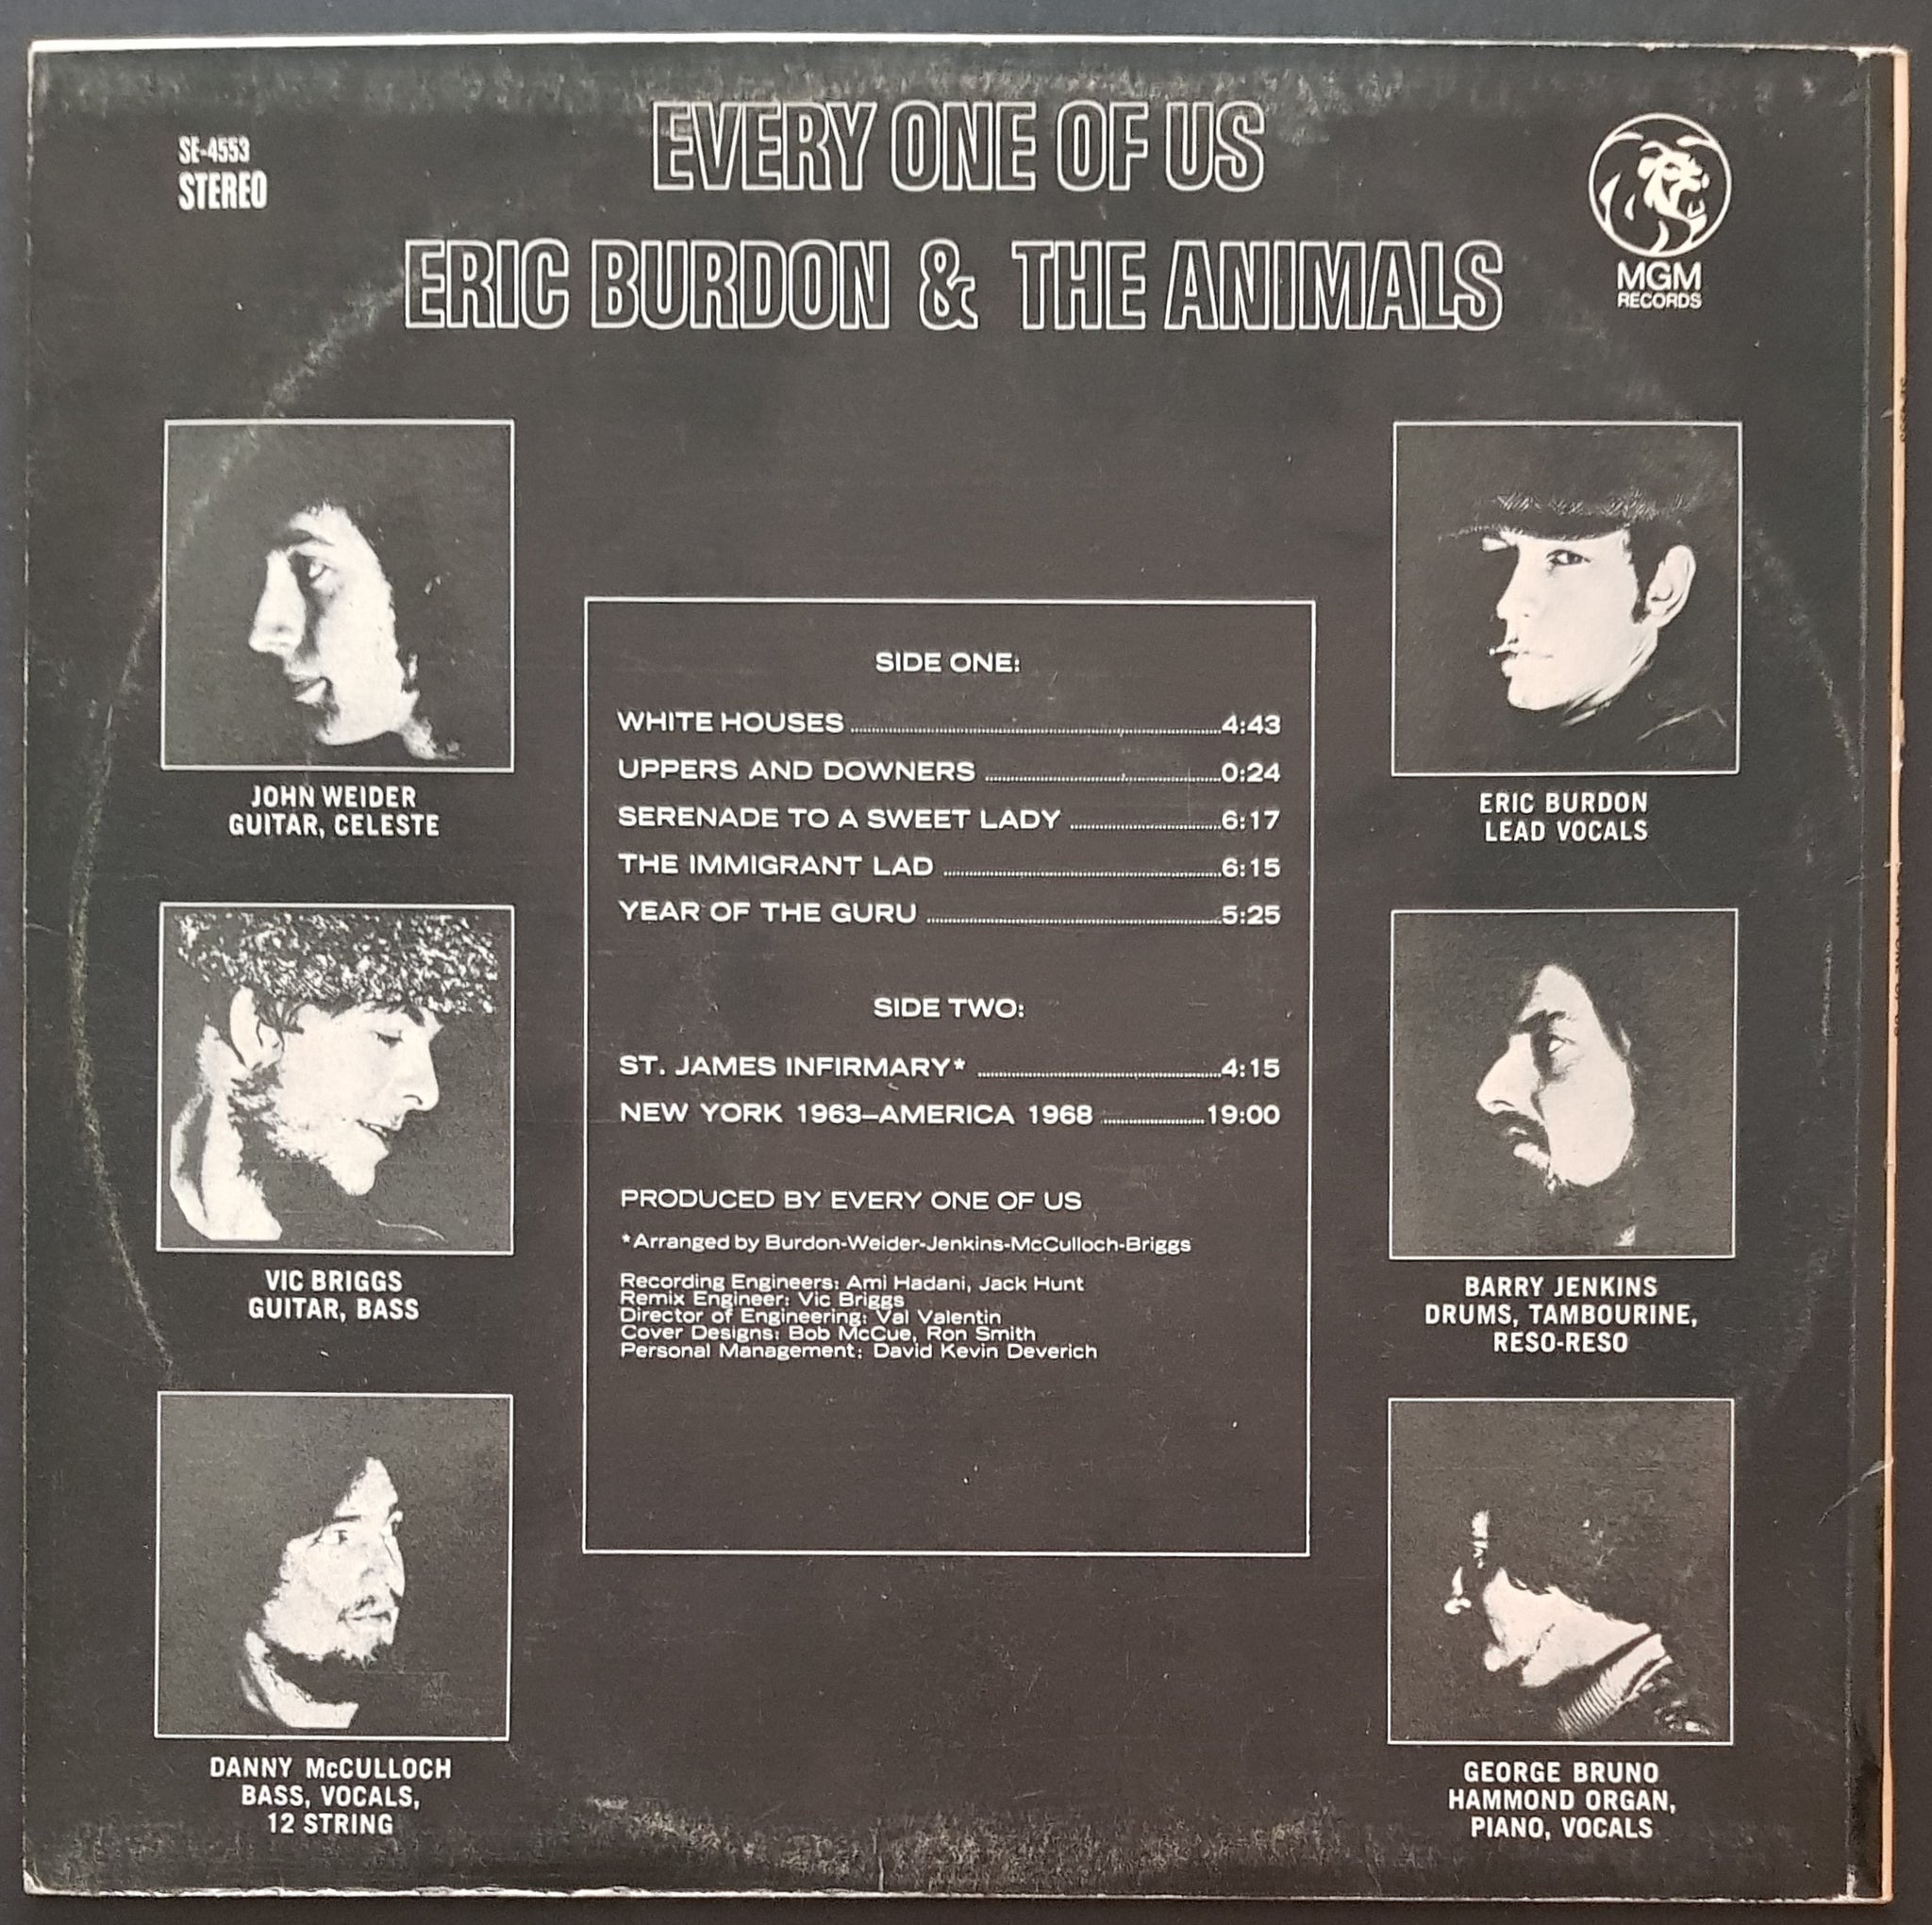 SE-4553
STEREO
EVERY ONE OF US
ERIC BURDON & THE ANIMALS
MGM
RECORDS
JOHN WEIDER
GUITAR, CELESTE
VIC BRIGGS
GUITAR, BASS
DANNY McCULLOCH
BASS, VOCALS,
12 STRING
SIDE ONE:
WHITE HOUSES 4:43
UPPERS AND DOWNERS 0:24
SERENADE TO A SWEET LADY 6:17
THE IMMIGRANT LAD 6:15
YEAR OF THE GURU 5:25
SIDE TWO:
ST. JAMES INFIRMARY* 4:15
NEW YORK 1963–AMERICA 1968 19:00
PRODUCED BY EVERY ONE OF US
*Arranged by Burdon-Weider-Jenkins-McCulloch-Briggs
Recording Engineers: Ami Hadani, Jack Hunt
Remix Engineer: Vic Briggs
Director of Engineering: Val Valentin
Cover Designs: Bob McCue, Ron Smith
Personal Management: David Kevin Deverich
ERIC BURDON
LEAD VOCALS
BARRY JENKINS
DRUMS, TAMBOURINE,
RESO-RESO
GEORGE BRUNO
HAMMOND ORGAN,
PIANO, VOCALS